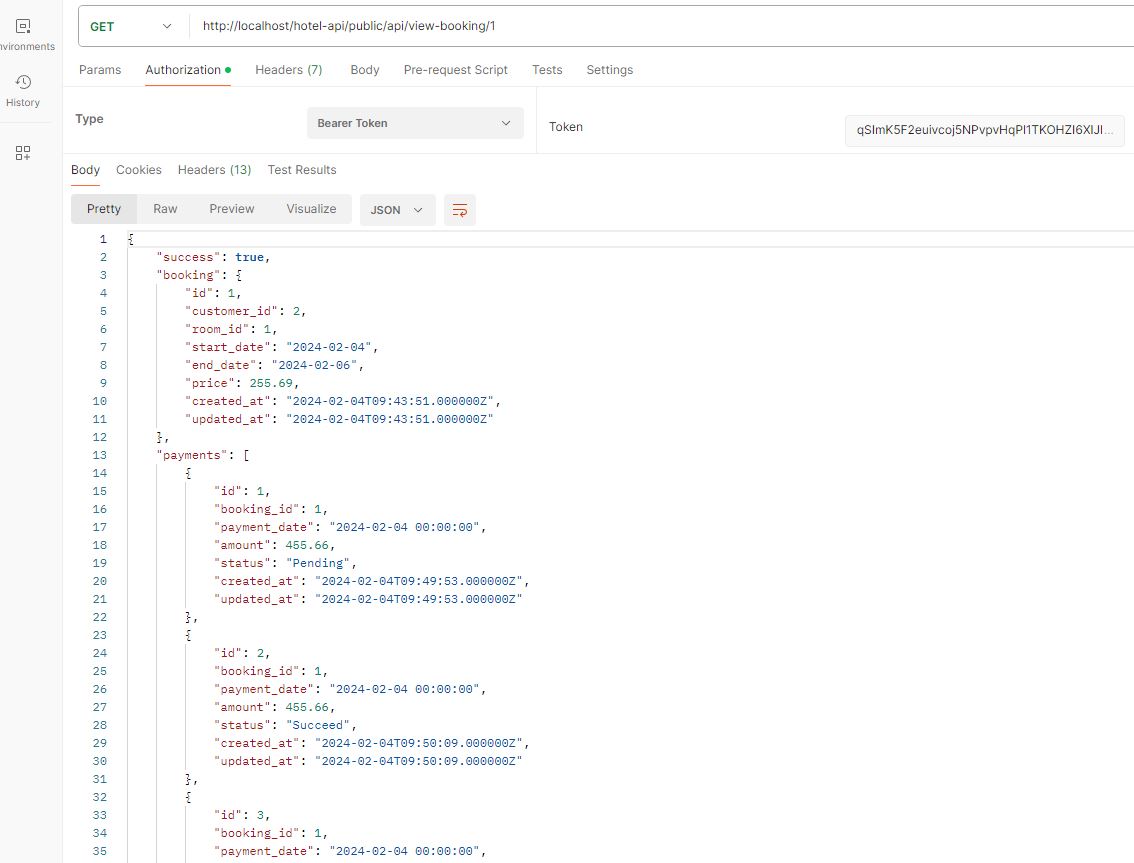 GET
http://localhost/hotel-api/public/api/view-booking/1
nvironments
History
Params Authorization Headers (7) Body Pre-request Script Tests Settings
Type
Bearer Token
Token
Body Cookies Headers (13) Test Results
Pretty Raw Preview Visualize JSON
1 {
2 "success": true,
3 "booking": {
4 "id": 1,
5 "customer_id": 2,
6 "room_id": 1,
7 "start_date": "2024-02-04",
8 "end_date": "2024-02-06",
9 "price": 255.69,
10 "created_at": "2024-02-04T09:43:51.000000Z",
11 "updated_at": "2024-02-04T09:43:51.000000Z"
12 },
13 "payments": [
14 {
15 "id": 1,
16 "booking_id": 1,
17 "payment_date": "2024-02-04 00:00:00",
18 "amount": 455.66,
19 "status": "Pending",
20 "created_at": "2024-02-04T09:49:53.000000Z",
21 "updated_at": "2024-02-04T09:49:53.000000Z"
22 },
23 {
24 "id": 2,
25 "booking_id": 1,
26 "payment_date": "2024-02-04 00:00:00",
27 "amount": 455.66,
28 "status": "Succeed",
29 "created_at": "2024-02-04T09:50:09.000000Z",
30 "updated_at": "2024-02-04T09:50:09.000000Z"
31 },
32 {
33 "id": 3,
34 "booking_id": 1,
35 "payment_date": "2024-02-04 00:00:00",